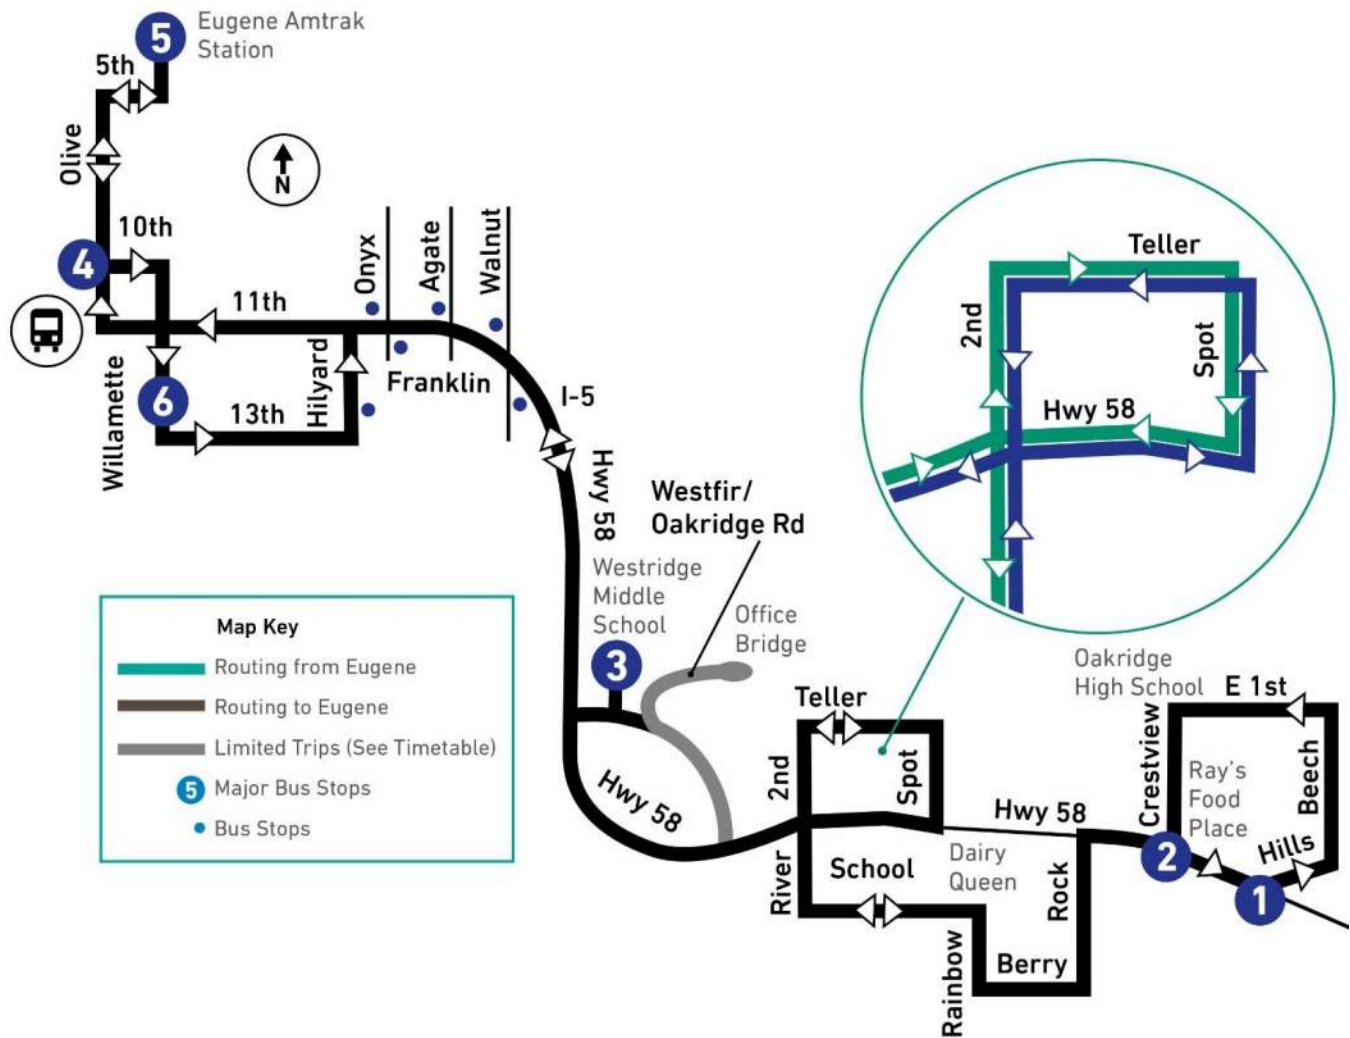 5
Eugene Amtrak
Station
5th
Olive
N
10th
4
11th
Onyx
Agate
Walnut
Willamette
6
13th
Hilyard
Franklin
I-5
Hwy 58
Westfir/
Oakridge Rd
Westridge
Middle
School
3
Office
Bridge
Teller
2nd
Spot
Hwy 58
Map Key
Routing from Eugene
Routing to Eugene
Limited Trips (See Timetable)
5 Major Bus Stops
Bus Stops
Hwy 58
Teller
2nd
Spot
River
School
Dairy
Queen
Rainbow
Berry
Rock
Hwy 58
Oakridge
High School
E 1st
Crestview
Ray's
Food
Place
Beech
Hills
2
1